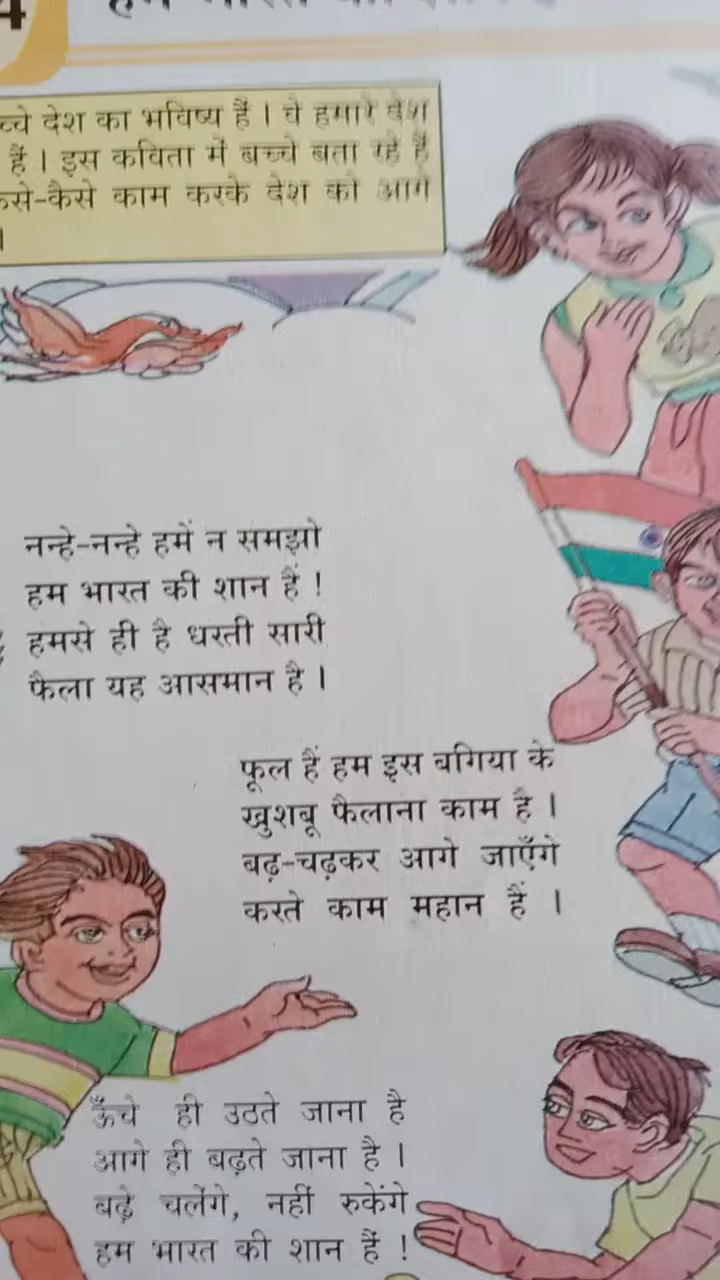 4
देश का भविष्य हैं । वे हमारे देश
हैं । इस कविता में बच्चे बता रहे हैं
कैसे काम करके देश को आगे
।
नन्हे-नन्हे हमें न समझो
हम भारत की शान हैं !
हमसे ही है धरती सारी
फैला यह आसमान है ।
फूल हैं हम इस बगिया के
खुशबू फैलाना काम है ।
बढ़-चढ़कर आगे जाएँगे
करते काम महान हैं ।
ऊँचे ही उठते जाना है
आगे ही बढ़ते जाना है ।
बढ़े चलेंगे, नहीं रुकेंगे
हम भारत की शान हैं !